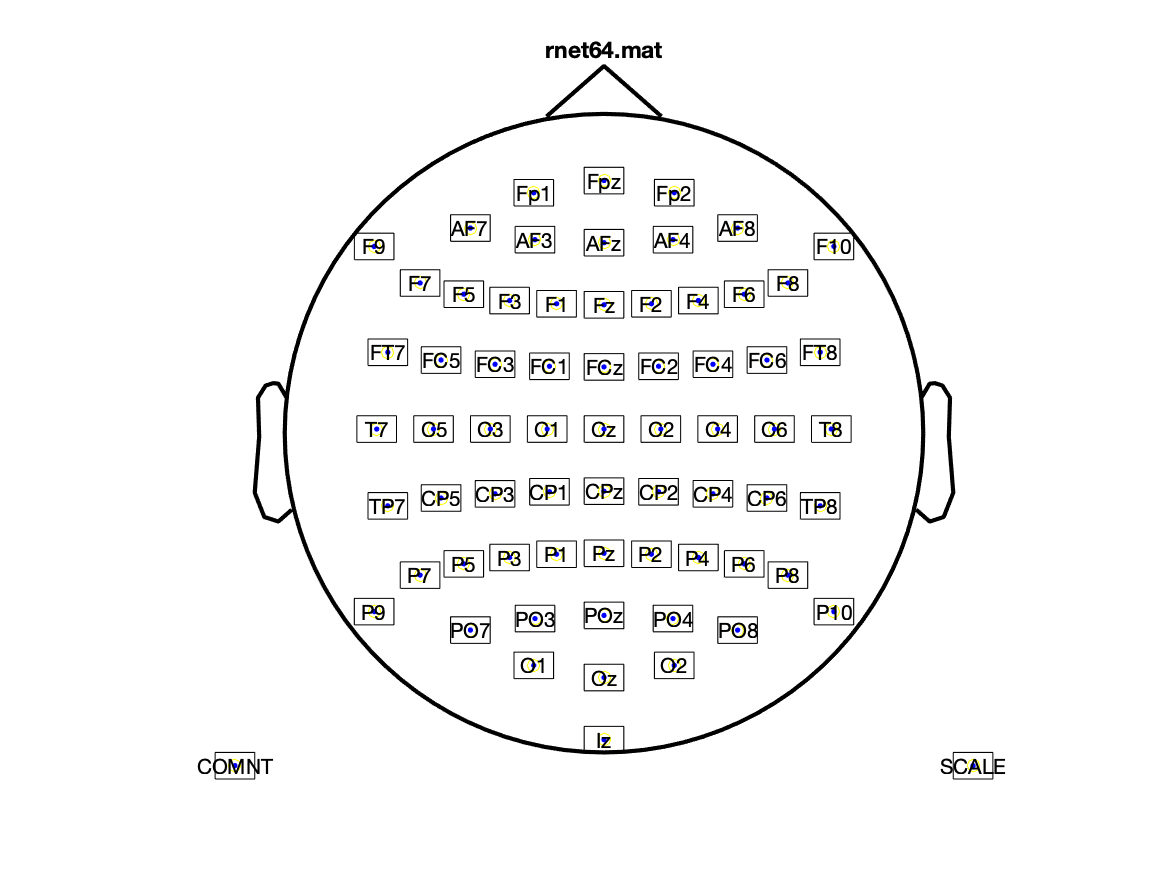 rnet64.mat
Fpz
Fp1 Fp2
AF7 AF8
AF3 AFz AF4
F9 F10
F7 F8
F5 F3 F1 Fz F2 F4 F6
FT7 FT8
FC5 FC3 FC1 FCz FC2 FC4 FC6
T7 C5 C3 C1 Cz C2 C4 C6 T8
CP5 CP3 CP1 CPz CP2 CP4 CP6
TP7 TP8
P5 P3 P1 Pz P2 P4 P6
P7 P8
P9 P10
PO3 POz PO4
PO7 PO8
O1 O2
Oz
Iz
COMNT SCALE